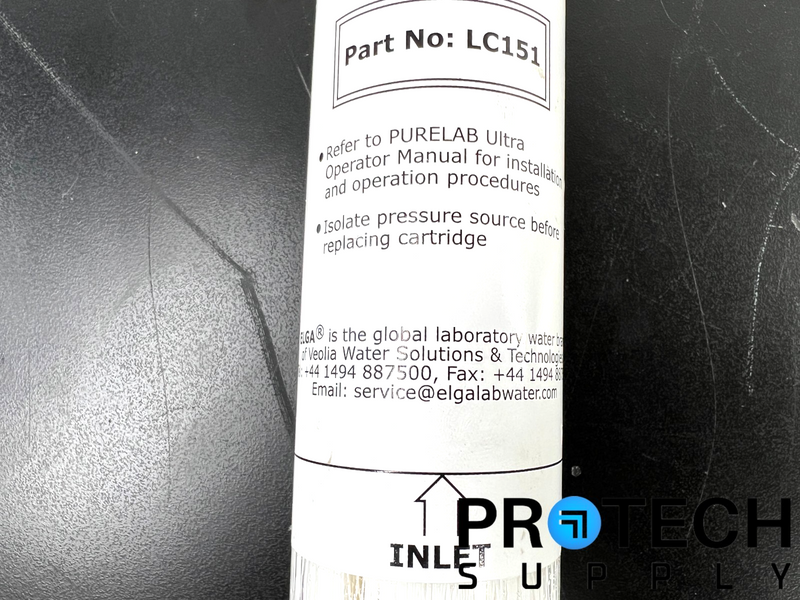 Part No: LC151
• Refer to PURELAB Ultra
Operator Manual for installation
and operation procedures
• Isolate pressure source before
replacing cartridge
ELGA® is the global laboratory water
of Veolia Water Solutions & Technologies
+44 1494 887500, Fax: +44 1494
Email: service@elgalabwater.com
INLET
PROTECH
SUPPLY